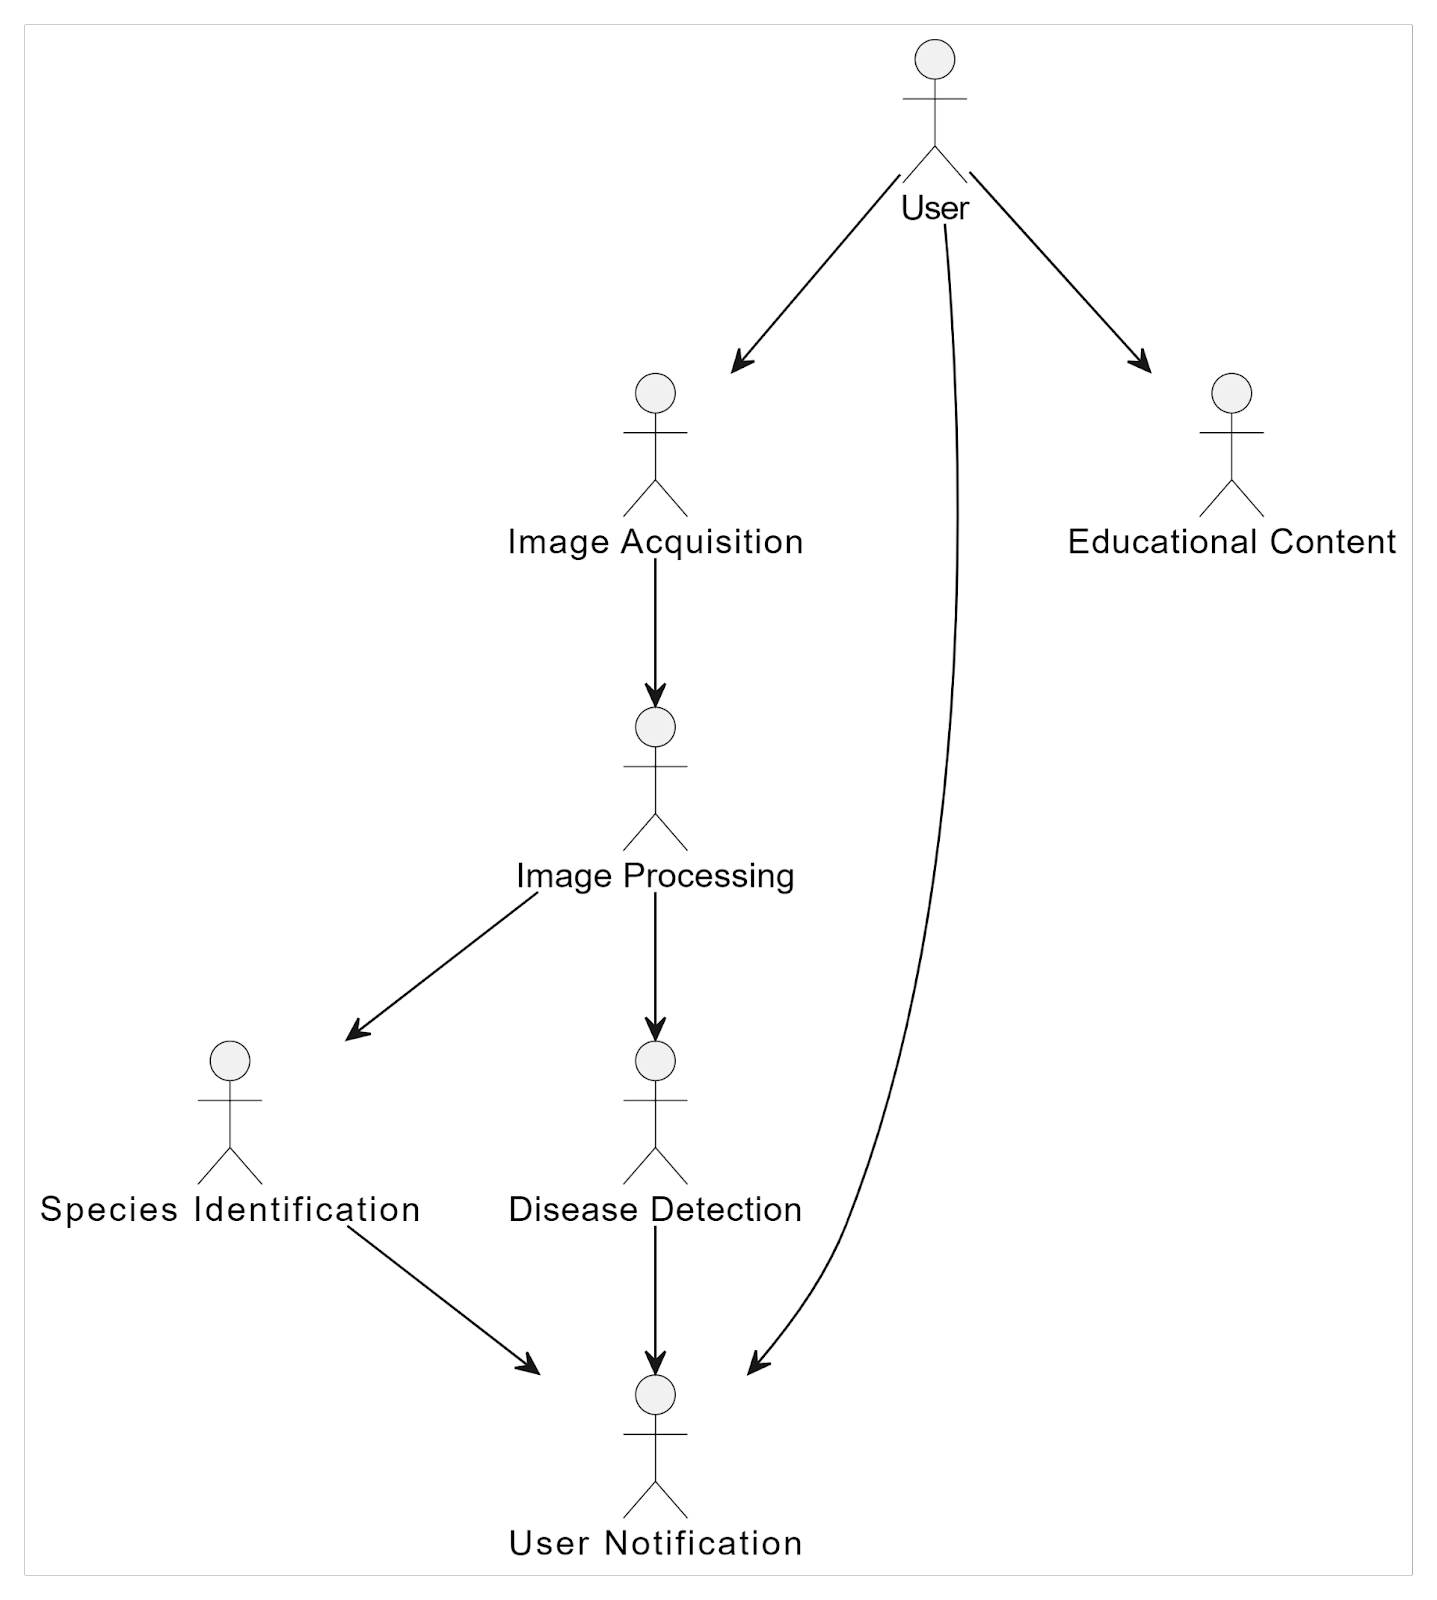 User
Image Acquisition
Educational Content
Image Processing
Species Identification
Disease Detection
User Notification